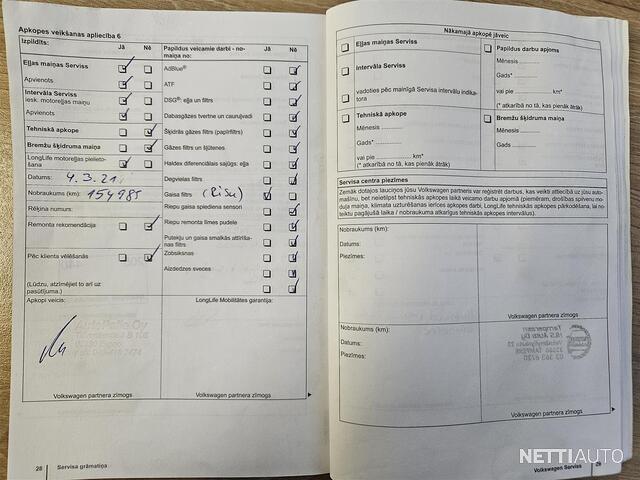 Apkopes veikšanas apliecība 6
Izpildīts: Jā Nē
Eļļas maiņas Serviss
Apvienots
Intervāla Serviss
iesk. motoreļļas maiņu
Apvienots
Tehniskā apkope
Bremžu šķidruma maiņa
LongLife motoreļļas pielieto-
šana
Datums: 4.3.21
Nobraukums (km): 154985
Rēķina numurs:
Remonta rekomendācija
Pēc klienta vēlēšanās
(Lūdzu, atzīmējiet to arī uz
pasūtījuma.)
Papildus veicamie darbi - no-
maiņa no: Jā Nē
AdBlue®
ATF
DSG®: eļļa un filtrs
Dabasgāzes tvertne un cauruļvadi
Šķidrās gāzes filtrs (papīrfiltrs)
Gāzes filtrs un šļūtenes
Haldex diferenciālais sajūgs: eļļa
Degvielas filtrs
Gaisa filtrs
Riepu gaisa spiediena sensori
Riepu remonta līmes pudele
Putekļu un gaisa smalkās attīrīša-
nas filtrs
Zobsiksnas
Aizdedzes sveces
Apkopi veicis:
LongLife Mobilitātes garantija:
Volkswagen partnera zīmogs
Volkswagen partnera zīmogs
28 Servisa grāmatiņa
Nākamajā apkopē jāveic
Eļļas maiņas Serviss
Intervāla Serviss
vadoties pēc mainīgā Servisa intervālu indika-
tora
Papildus darbu apjoms
Mēnesis
Gads*
vai pie km*
(* atkarībā no tā, kas pienāk ātrāk)
Tehniskā apkope
Mēnesis
Gads*
vai pie km*
(* atkarībā no tā, kas pienāk ātrāk)
Bremžu šķidruma maiņa
Mēnesis
Gads
Servisa centra piezīmes
Nobraukums (km):
Datums:
Piezīmes:
Volkswagen partnera zīmogs
Nobraukums (km):
Datums:
Piezīmes:
Volkswagen partnera zīmogs
Volkswagen Serviss
NETTIAUTO